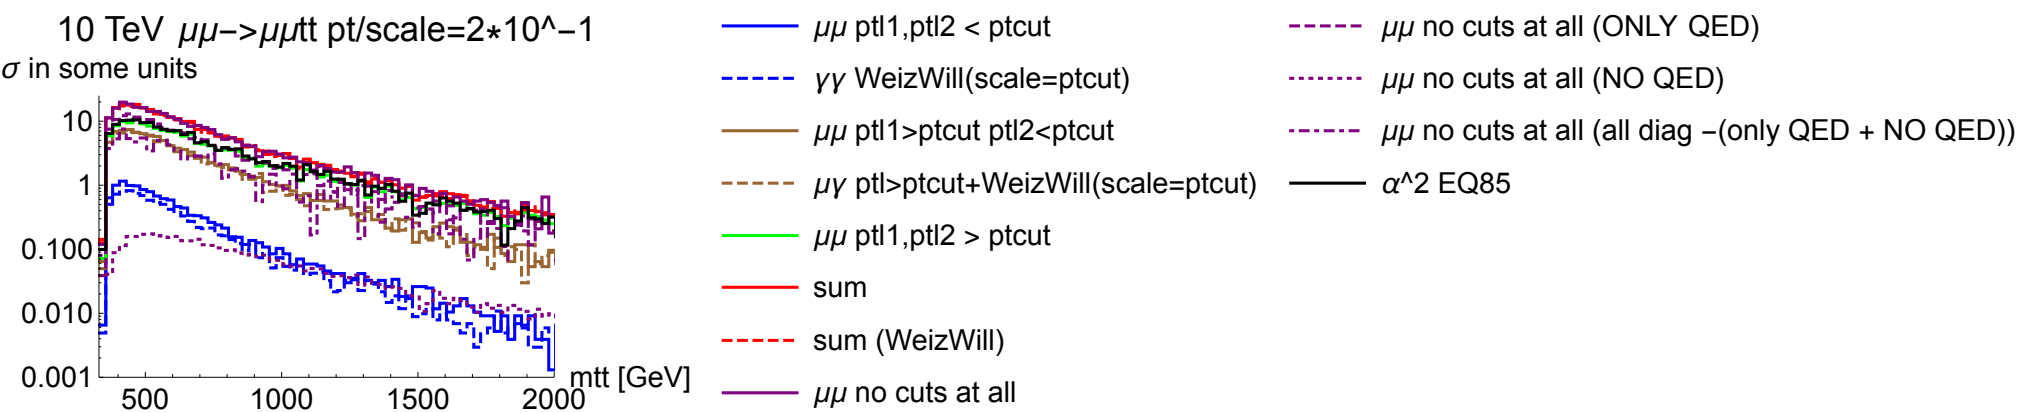 10 TeV μμ−>μμtt pt/scale=2*10^−1
σ in some units
10
1
0.100
0.010
0.001
500 1000 1500 2000
mtt [GeV]
μμ ptl1,ptl2 < ptcut
γγ WeizWill(scale=ptcut)
μμ ptl1>ptcut ptl2<ptcut
μγ ptl>ptcut+WeizWill(scale=ptcut)
μμ ptl1,ptl2 > ptcut
sum
sum (WeizWill)
μμ no cuts at all
μμ no cuts at all (ONLY QED)
μμ no cuts at all (NO QED)
μμ no cuts at all (all diag −(only QED + NO QED))
α^2 EQ85